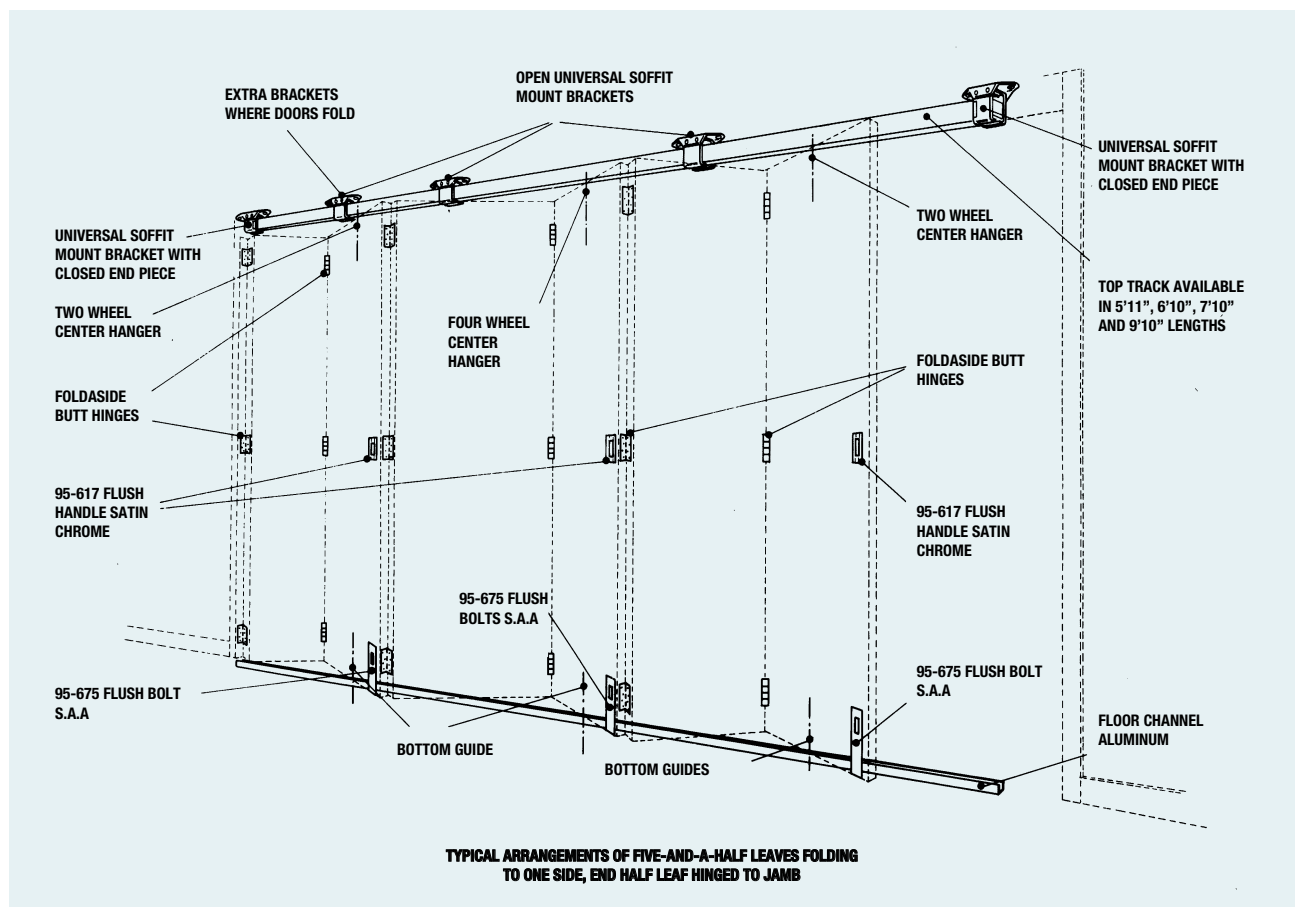 OPEN UNIVERSAL SOFFIT
MOUNT BRACKETS
EXTRA BRACKETS
WHERE DOORS FOLD
UNIVERSAL SOFFIT
MOUNT BRACKET WITH
CLOSED END PIECE
TWO WHEEL
CENTER HANGER
UNIVERSAL SOFFIT
MOUNT BRACKET WITH
CLOSED END PIECE
TOP TRACK AVAILABLE
IN 5'11”, 6'10”, 7'10”
AND 9'10” LENGTHS
TWO WHEEL
CENTER HANGER
FOUR WHEEL
CENTER
HANGER
FOLDASIDE BUTT
HINGES
FOLDASIDE
BUTT HINGES
95-617 FLUSH
HANDLE SATIN
CHROME
95-617 FLUSH
HANDLE SATIN
CHROME
95-675 FLUSH
BOLTS S.A.A
95-675 FLUSH BOLT
S.A.A
95-675 FLUSH BOLT
S.A.A
FLOOR CHANNEL
ALUMINUM
BOTTOM GUIDE
BOTTOM GUIDES
TYPICAL ARRANGEMENTS OF FIVE-AND-A-HALF LEAVES FOLDING
TO ONE SIDE, END HALF LEAF HINGED TO JAMB